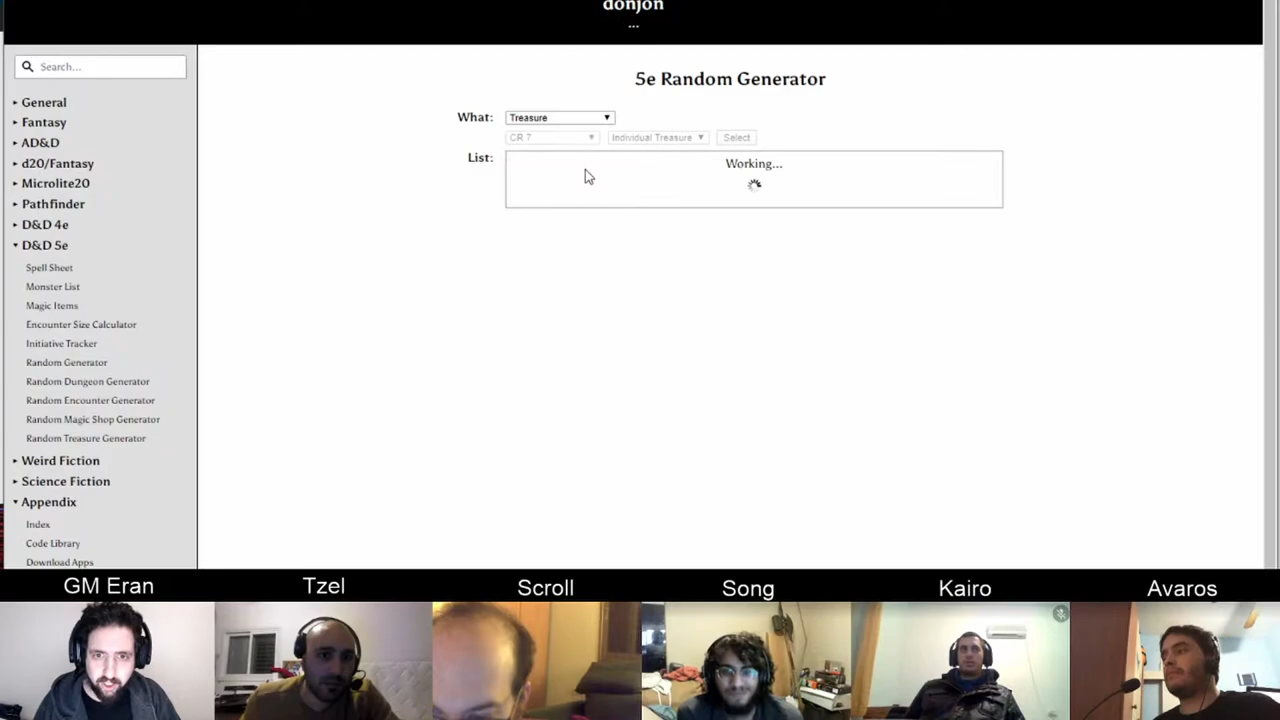 donjon
...
Search...
General
Fantasy
AD&D
d20/Fantasy
Microlite20
Pathfinder
D&D 4e
D&D 5e
Spell Sheet
Monster List
Magic Items
Encounter Size Calculator
Initiative Tracker
Random Generator
Random Dungeon Generator
Random Encounter Generator
Random Magic Shop Generator
Random Treasure Generator
Weird Fiction
Science Fiction
Appendix
Index
Code Library
Download Apps
5e Random Generator
What: Treasure
CR 7 Individual Treasure Select
List: Working...
GM Eran Tzel Scroll Song Kairo Avaros